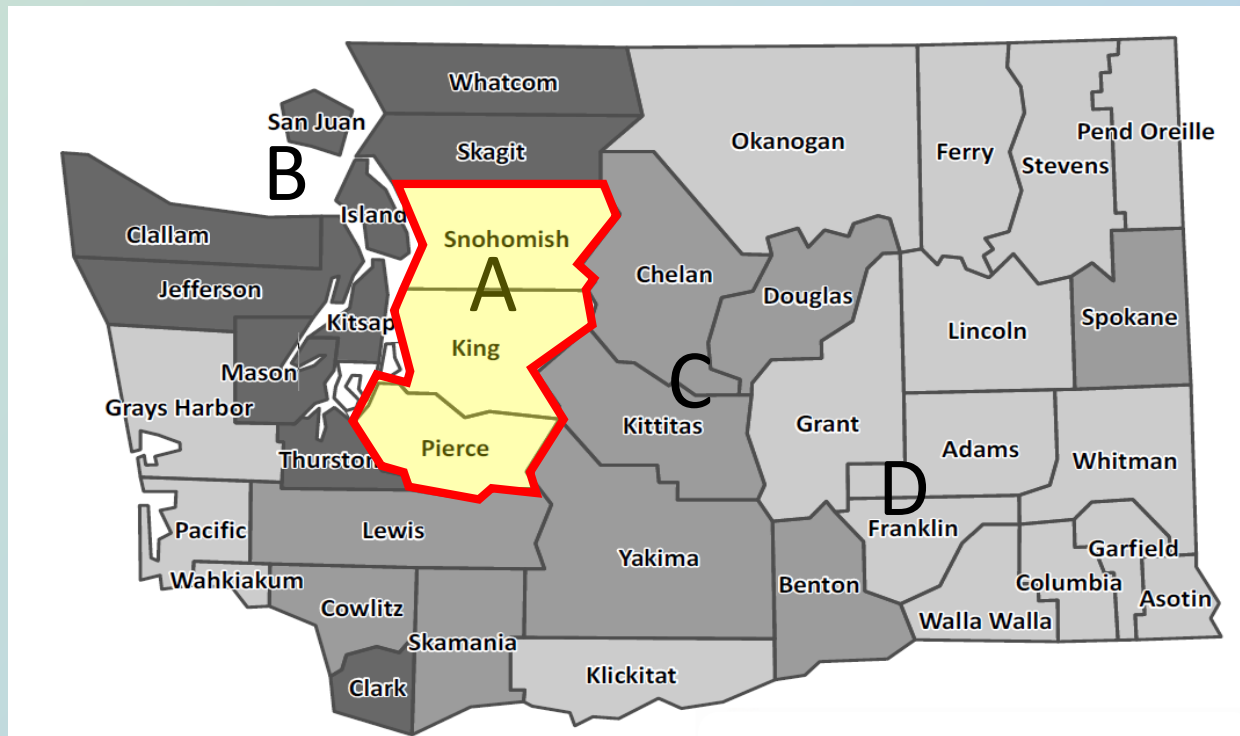 Whatcom
San Juan
Skagit
Okanogan
Ferry
Pend Oreille
Stevens
B
Island
Clallam
Snohomish
Chelan
A
Jefferson
Douglas
Kitsap
Lincoln
Spokane
King
Mason
C
Grays Harbor
Kittitas
Grant
Pierce
Adams
Thurston
Whitman
D
Pacific
Lewis
Franklin
Yakima
Garfield
Wahkiakum
Benton
Columbia
Asotin
Cowlitz
Walla Walla
Skamania
Klickitat
Clark